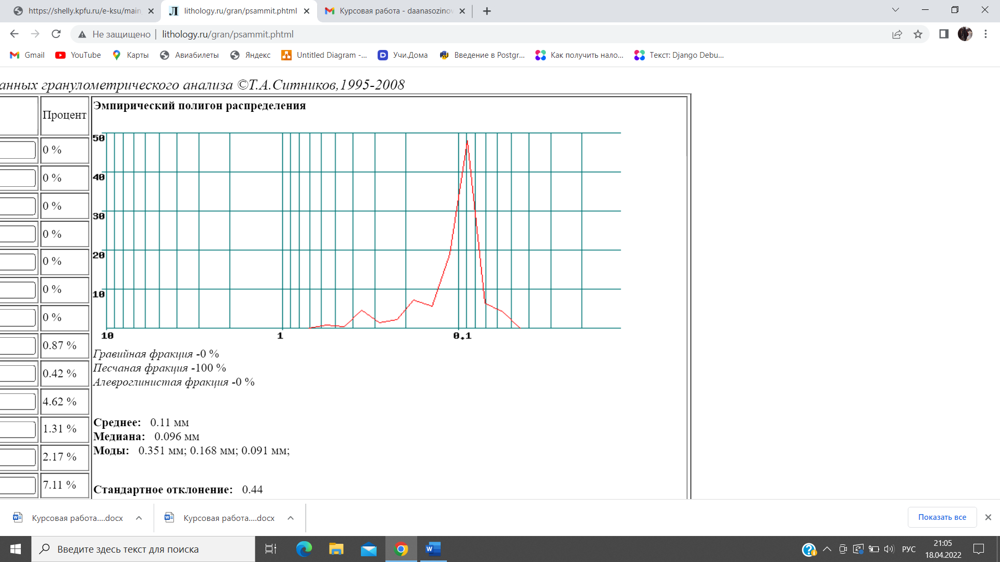 https://shelly.kpfu.ru/e-ksu/main
lithology.ru/gran/psammit.phtml
Курсовая работа - daanasozinov
Не защищено
lithology.ru/gran/psammit.phtml
Gmail
YouTube
Карты
Авиабилеты
Яндекс
Untitled Diagram -...
Учи.Дома
Введение в Postgr...
Как получить нало...
Текст: Django Debu...
анных гранулометрического анализа ©Т.А.Ситников,1995-2008
Процент
0 %
0 %
0 %
0 %
0 %
0 %
0 %
0.87 %
0.42 %
4.62 %
1.31 %
2.17 %
7.11 %
Эмпирический полигон распределения
50
40
30
20
10
10 1 0.1
Гравийная фракция -0 %
Песчаная фракция -100 %
Алевроглинистая фракция -0 %
Среднее: 0.11 мм
Медиана: 0.096 мм
Моды: 0.351 мм; 0.168 мм; 0.091 мм;
Стандартное отклонение: 0.44
Курсовая работа....docx
Курсовая работа....docx
Показать все
Введите здесь текст для поиска
РУС
21:05
18.04.2022